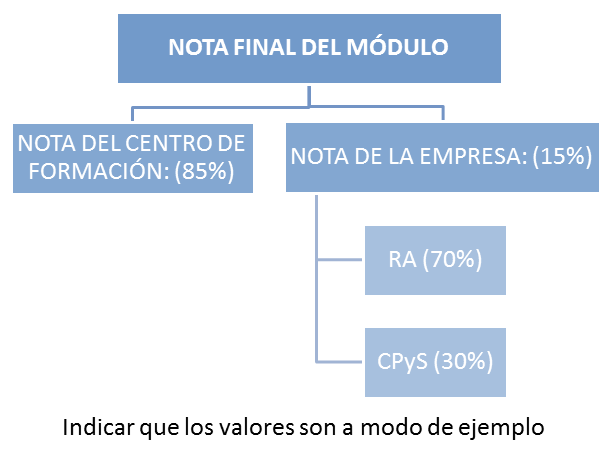 NOTA FINAL DEL MÓDULO
NOTA DEL CENTRO DE
FORMACIÓN: (85%)
NOTA DE LA EMPRESA: (15%)
RA (70%)
CPyS (30%)
Indicar que los valores son a modo de ejemplo